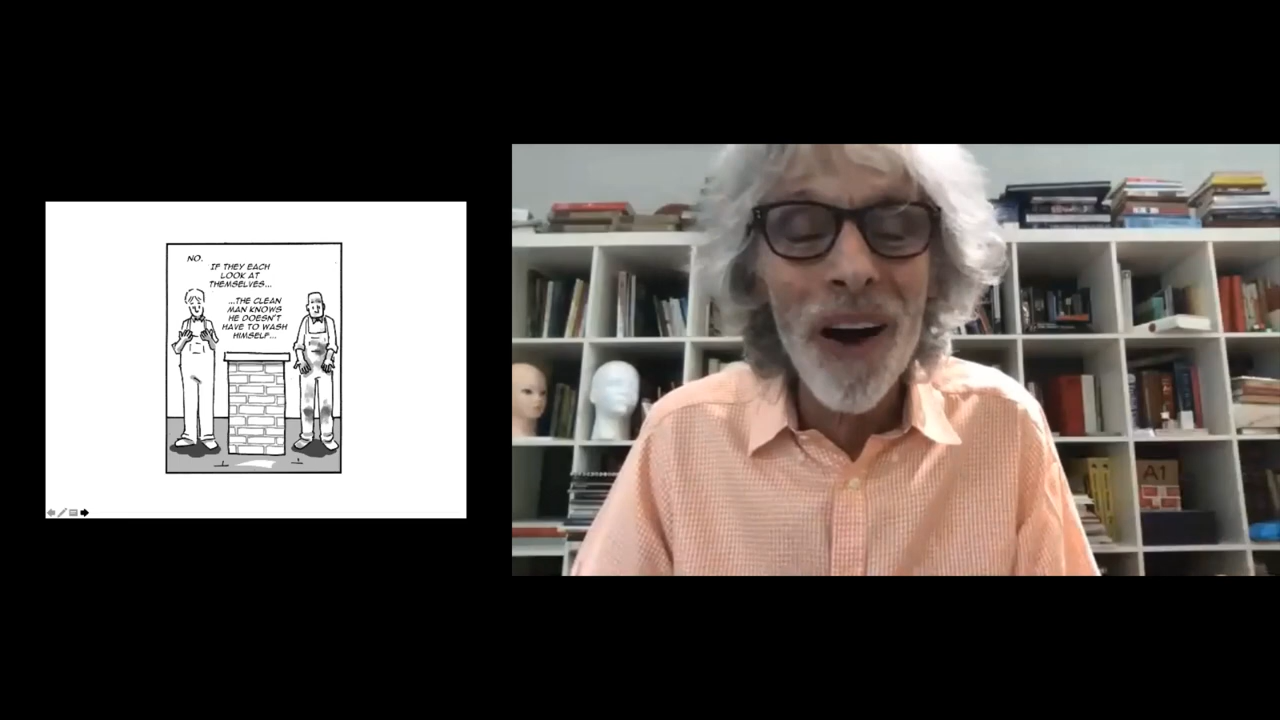 NO.
IF THEY EACH
LOOK AT
THEMSELVES...
...THE CLEAN
MAN KNOWS
HE DOESN'T
HAVE TO WASH
HIMSELF...
A1